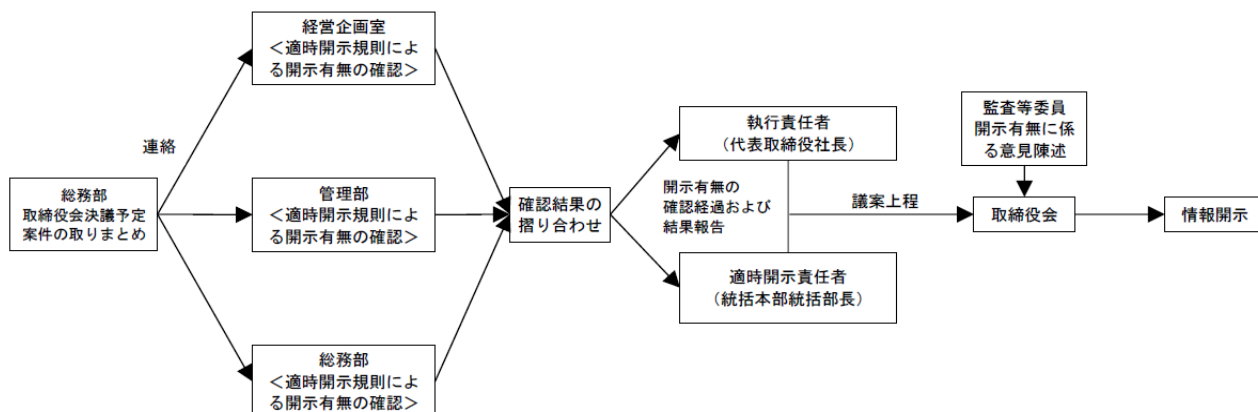 経営企画室
＜適時開示規則によ
る開示有無の確認＞
連絡
総務部
取締役会決議予定
案件の取りまとめ
管理部
＜適時開示規則によ
る開示有無の確認＞
総務部
＜適時開示規則によ
る開示有無の確認＞
確認結果の
摺り合わせ
執行責任者
（代表取締役社長）
開示有無の
確認経過および
結果報告
適時開示責任者
（統括本部統括部長）
議案上程
監査等委員
開示有無に係
る意見陳述
取締役会
情報開示